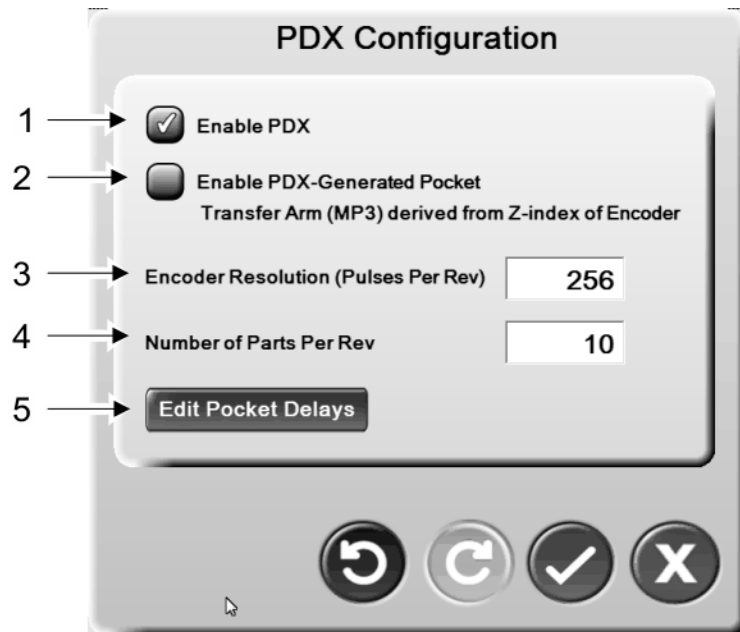 PDX Configuration
1
Enable PDX
2
Enable PDX-Generated Pocket
Transfer Arm (MP3) derived from Z-index of Encoder
3
Encoder Resolution (Pulses Per Rev) 256
4
Number of Parts Per Rev 10
5
Edit Pocket Delays